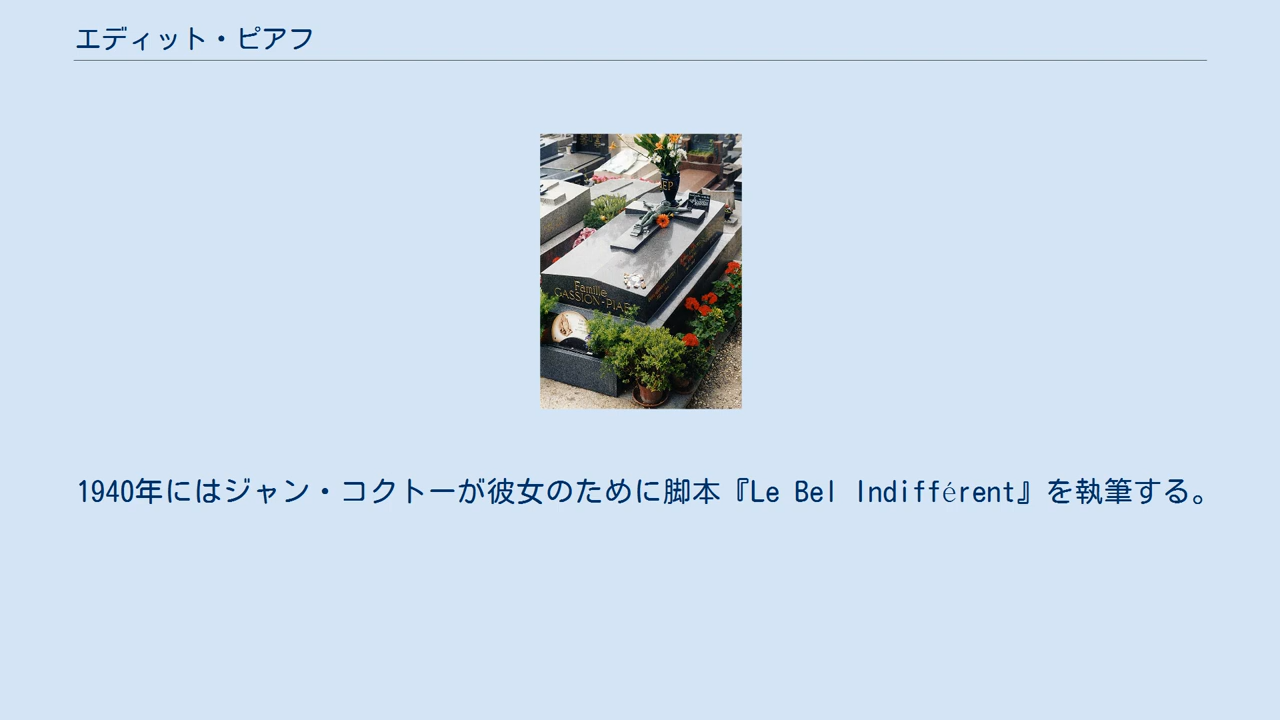 エディット・ピアフ
EP
Famille
GASSION-PIAF
1940年にはジャン・コクトーが彼女のために脚本『Le Bel Indifférent』を執筆する。